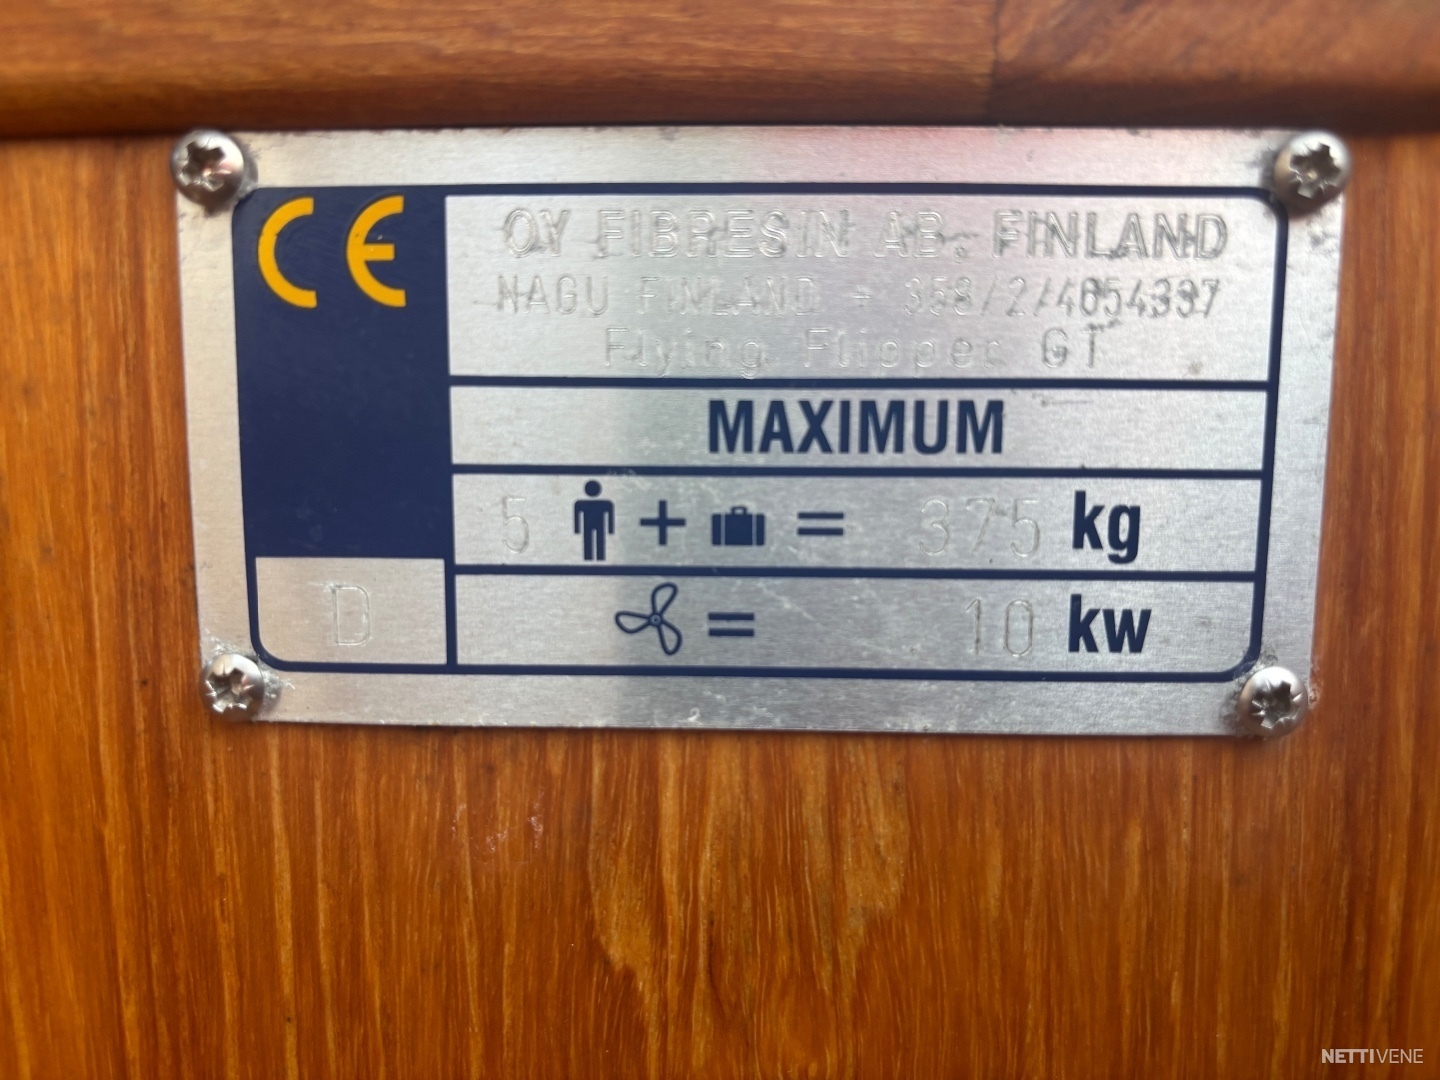 CE
OY FIBRESIN AB. FINLAND
NAGU FINLAND - 358/2/4654337
Flying Flipper GT
MAXIMUM
5 + = 375 kg
D
= 10 kw
NETTIVENE